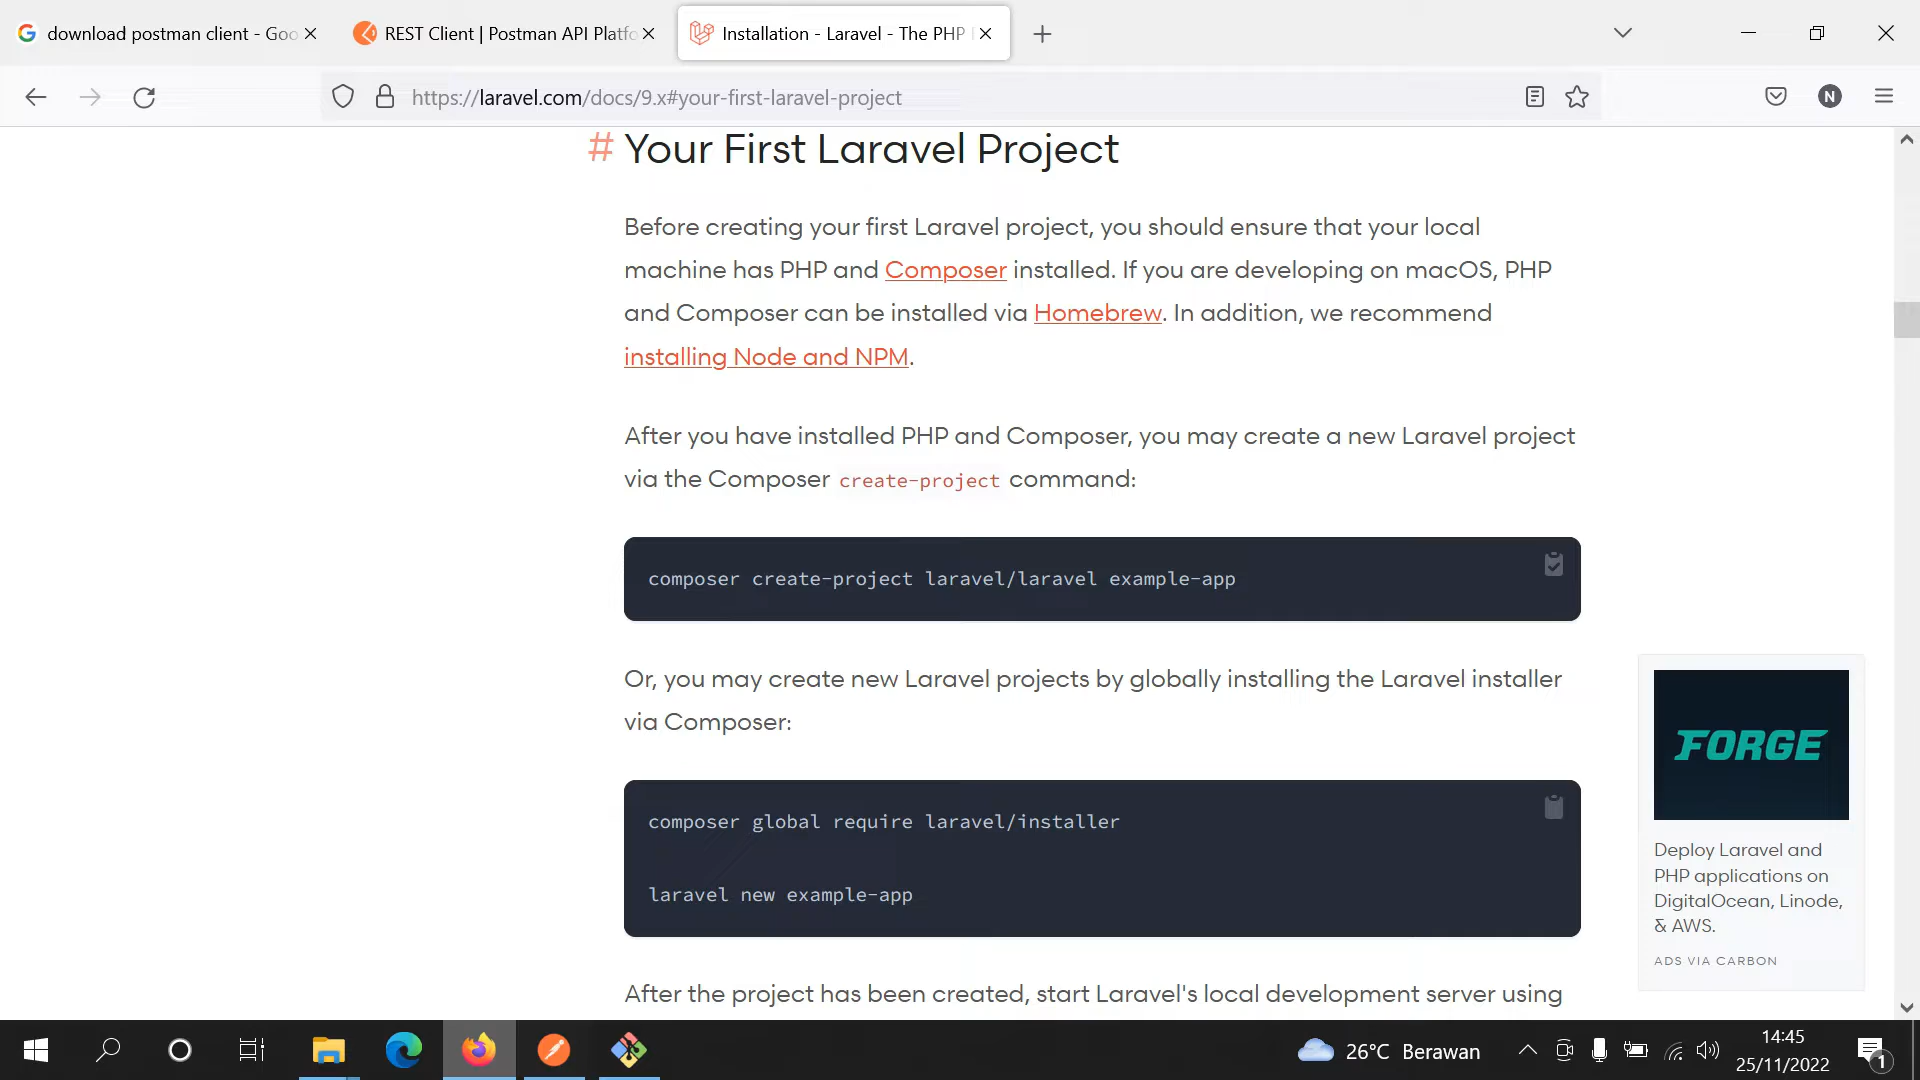 download postman client - Goo
REST Client | Postman API Platfo
Installation - Laravel - The PHP
https://laravel.com/docs/9.x#your-first-laravel-project
N
# Your First Laravel Project
Before creating your first Laravel project, you should ensure that your local
machine has PHP and Composer installed. If you are developing on macOS, PHP
and Composer can be installed via Homebrew. In addition, we recommend
installing Node and NPM.
After you have installed PHP and Composer, you may create a new Laravel project
via the Composer create-project command:
composer create-project laravel/laravel example-app
Or, you may create new Laravel projects by globally installing the Laravel installer
via Composer:
composer global require laravel/installer
laravel new example-app
After the project has been created, start Laravel's local development server using
FORGE
Deploy Laravel and
PHP applications on
DigitalOcean, Linode,
& AWS.
ADS VIA CARBON
26°C Berawan
14:45
25/11/2022
1